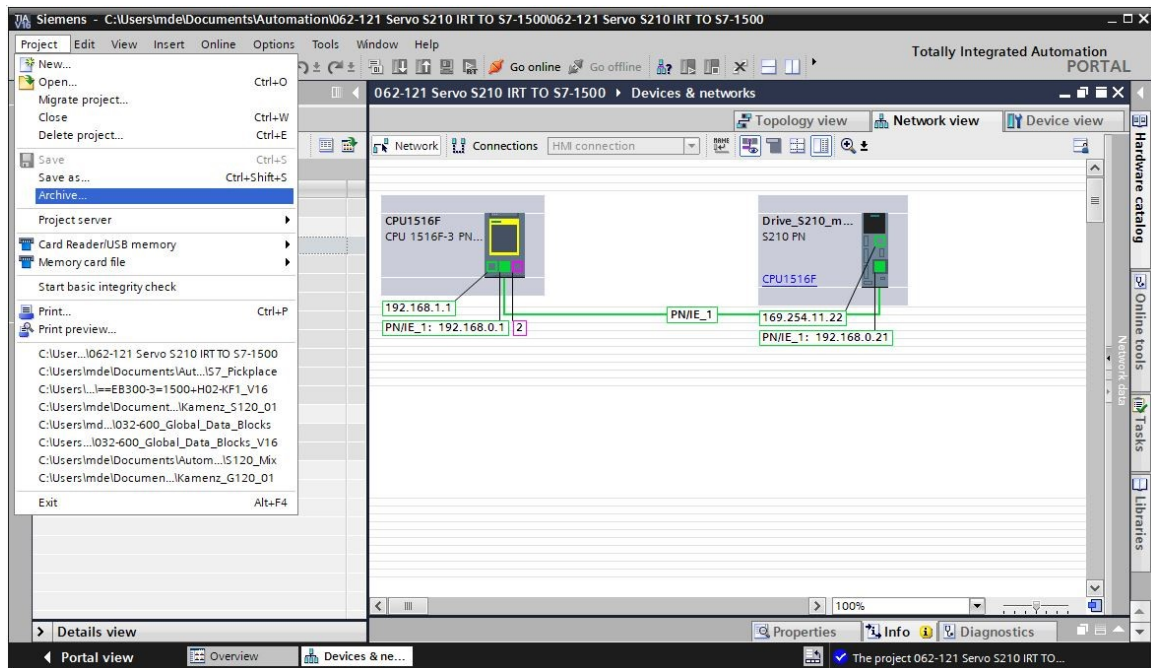 TIA V16
Siemens - C:\Users\mde\Documents\Automation\062-121 Servo S210 IRT TO S7-1500\062-121 Servo S210 IRT TO S7-1500
Project Edit View Insert Online Options Tools Window Help
Totally Integrated Automation
PORTAL
Go online Go offline
New...
Open... Ctrl+O
Migrate project...
Close Ctrl+W
Delete project... Ctrl+E
Save Ctrl+S
Save as... Ctrl+Shift+S
Archive...
Project server
Card Reader/USB memory
Memory card file
Start basic integrity check
Print... Ctrl+P
Print preview...
C:\User...\062-121 Servo S210 IRT TO S7-1500
C:\Users\mde\Documents\Aut...\S7_Pickplace
C:\Users\...\==EB300-3=1500+H02-KF1_V16
C:\Users\mde\Document...\Kamenz_S120_01
C:\Users\md...\032-600_Global_Data_Blocks
C:\Users...\032-600_Global_Data_Blocks_V16
C:\Users\mde\Documents\Autom...\S120_Mix
C:\Users\mde\Documen...\Kamenz_G120_01
Exit Alt+F4
062-121 Servo S210 IRT TO S7-1500 Devices & networks
Topology view Network view Device view
Network Connections HMI connection
CPU1516F
CPU 1516F-3 PN...
192.168.1.1
PN/IE_1: 192.168.0.1 2
PN/IE_1
Drive_S210_m...
S210 PN
CPU1516F
169.254.11.22
PN/IE_1: 192.168.0.21
Network data
Hardware catalog
Online tools
Tasks
Libraries
100%
Details view
Properties Info Diagnostics
Portal view Overview Devices & ne...
The project 062-121 Servo S210 IRT TO...